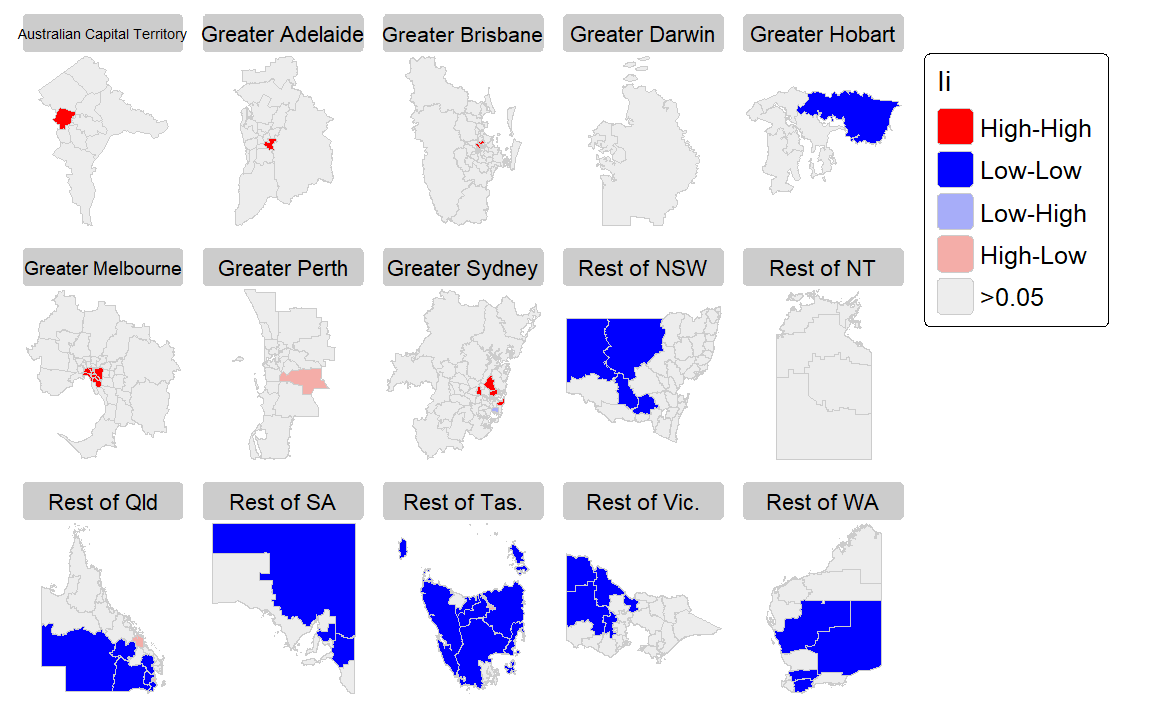 Australian Capital Territory
Greater Adelaide
Greater Brisbane
Greater Darwin
Greater Hobart
Greater Melbourne
Greater Perth
Greater Sydney
Rest of NSW
Rest of NT
Rest of Qld
Rest of SA
Rest of Tas.
Rest of Vic.
Rest of WA
Ii
High-High
Low-Low
Low-High
High-Low
>0.05